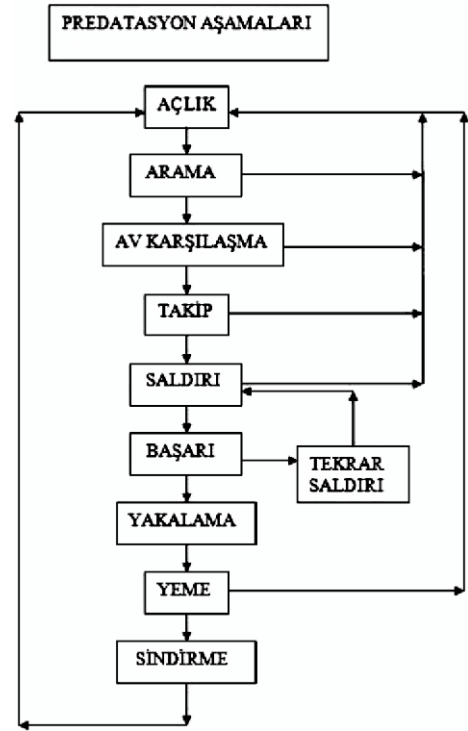 PREDATASYON AŞAMALARI
AÇLIK
ARAMA
AV KARŞILAŞMA
TAKİP
SALDIRI
BAŞARI
TEKRAR
SALDIRI
YAKALAMA
YEME
SİNDİRME